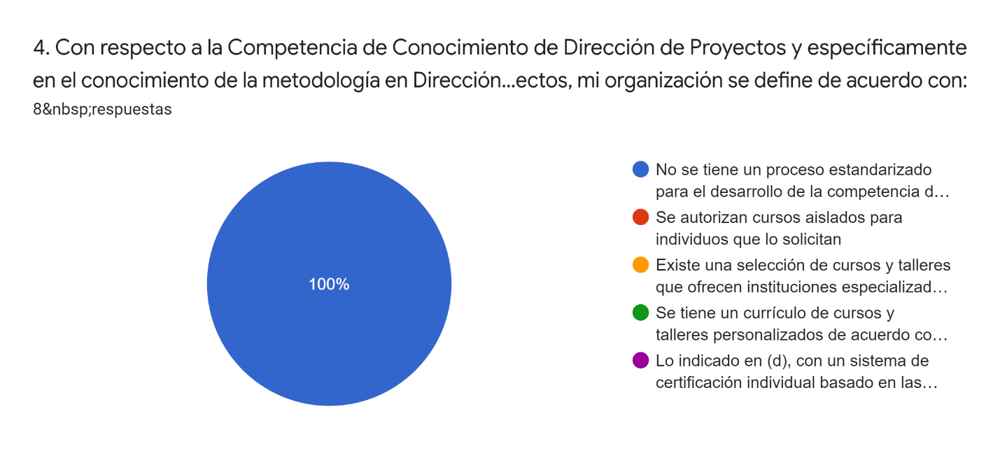 4. Con respecto a la Competencia de Conocimiento de Dirección de Proyectos y específicamente
en el conocimiento de la metodología en Dirección...ectos, mi organización se define de acuerdo con:
8&nbsp;respuestas
100%
No se tiene un proceso estandarizado
para el desarrollo de la competencia d…
Se autorizan cursos aislados para
individuos que lo solicitan
Existe una selección de cursos y talleres
que ofrecen instituciones especializad…
Se tiene un currículo de cursos y
talleres personalizados de acuerdo co…
Lo indicado en (d), con un sistema de
certificación individual basado en las…